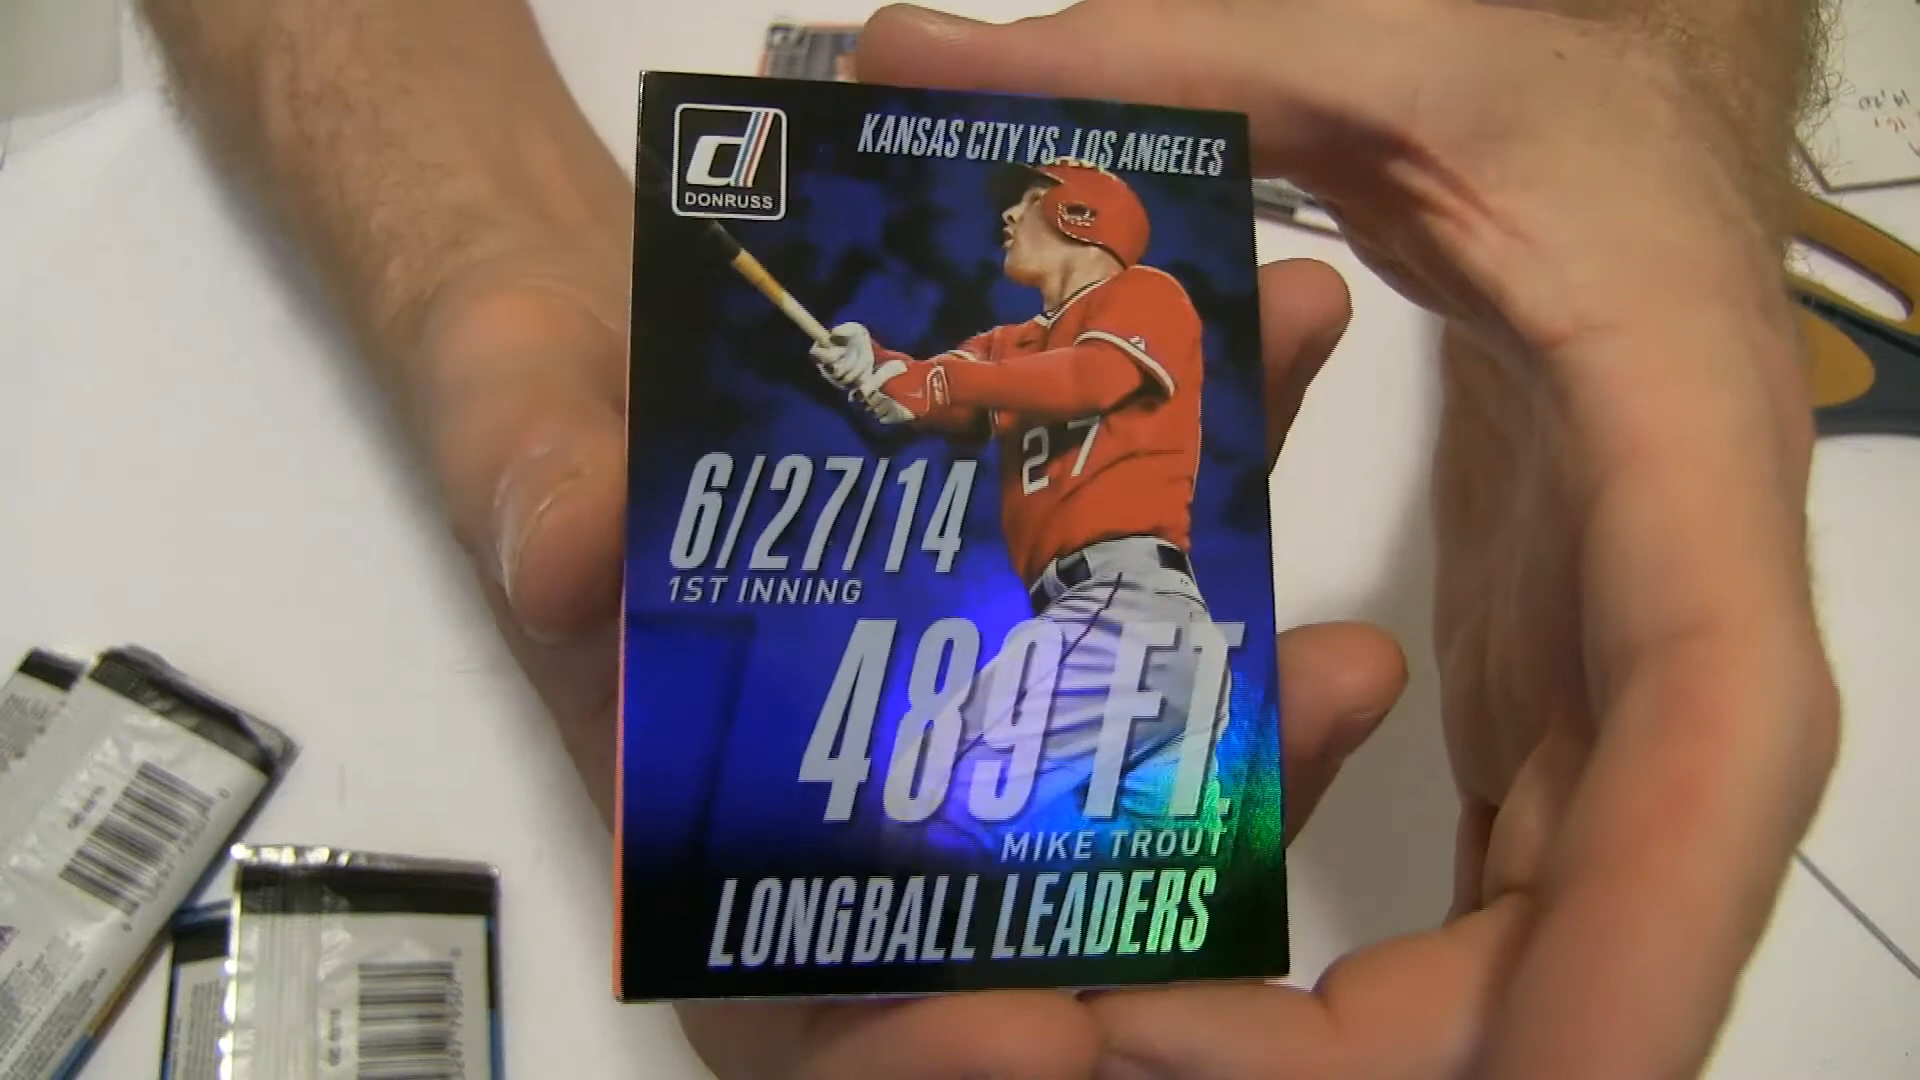 DONRUSS
KANSAS CITY VS. LOS ANGELES
27
6/27/14
1ST INNING
489 FT.
MIKE TROUT
LONGBALL LEADERS